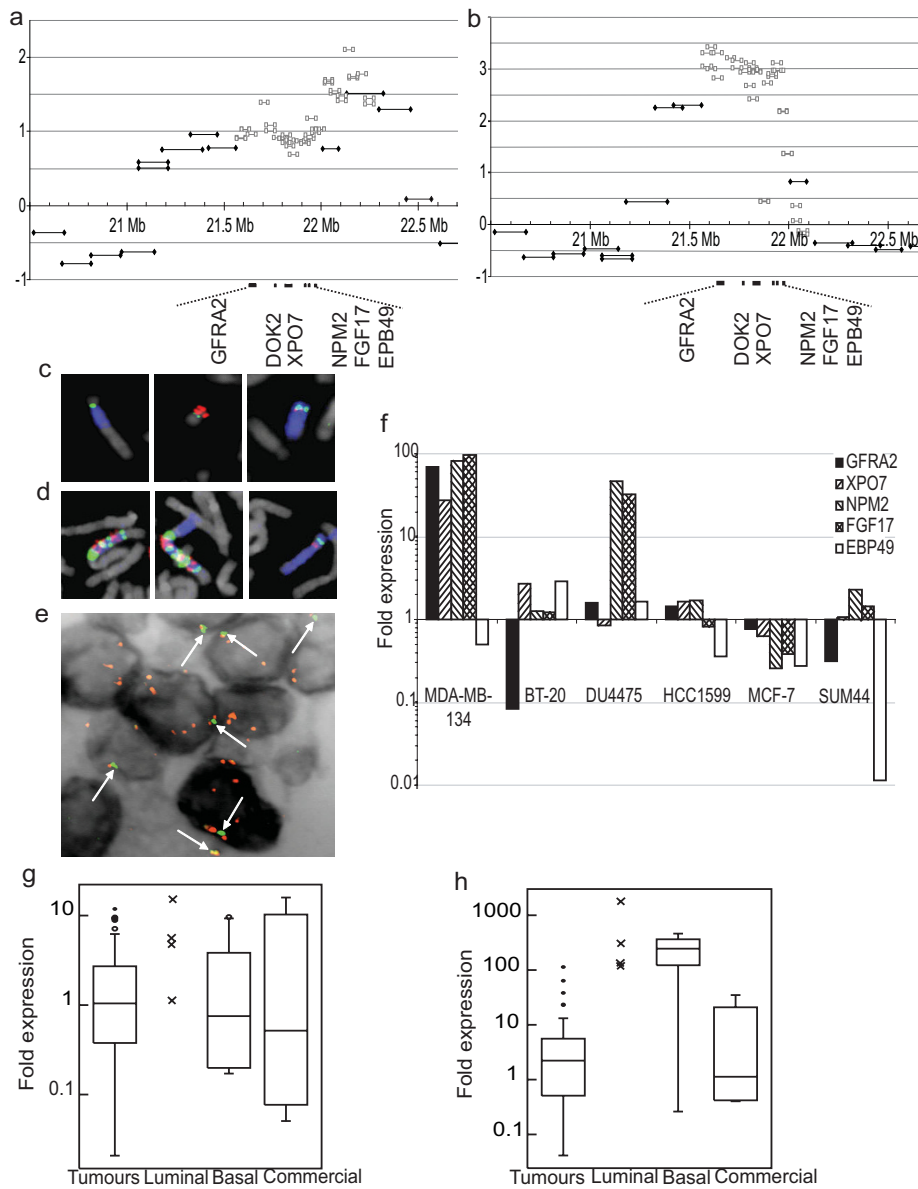 a
2
1
0
-1
21 Mb
21.5 Mb
22 Mb
22.5 Mb
GFRA2
DOK2
XPO7
NPM2
FGF17
EPB49
b
3
2
1
0
-1
21 Mb
21.5 Mb
22 Mb
22.5 Mb
GFRA2
DOK2
XPO7
NPM2
FGF17
EPB49
c
d
e
f
Fold expression
100
10
1
0.1
0.01
GFRA2
XPO7
NPM2
FGF17
EBP49
MDA-MB-
134
BT-20
DU4475
HCC1599
MCF-7
SUM44
g
Fold expression
10
1
0.1
Tumours
Luminal
Basal
Commercial
h
Fold expression
1000
100
10
1
0.1
Tumours
Luminal
Basal
Commercial